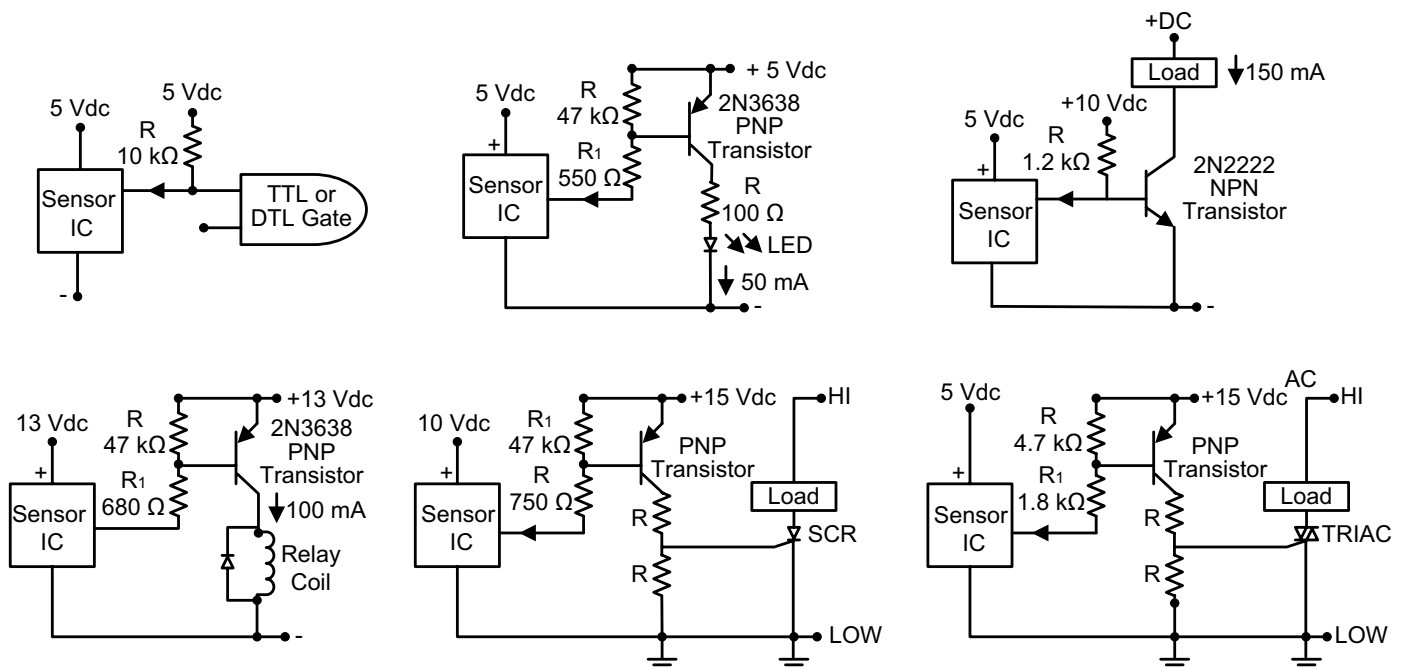 5 Vdc
5 Vdc
R
10 kΩ
Sensor
IC
TTL or
DTL Gate
-
+ 5 Vdc
5 Vdc
R
47 kΩ
2N3638
PNP
Transistor
+
Sensor
IC
R1
550 Ω
R
100 Ω
LED
50 mA
-
+DC
Load
150 mA
+10 Vdc
5 Vdc
R
1.2 kΩ
+
Sensor
IC
2N2222
NPN
Transistor
-
+13 Vdc
13 Vdc
R
47 kΩ
2N3638
PNP
Transistor
+
Sensor
IC
R1
680 Ω
100 mA
Relay
Coil
-
+15 Vdc
HI
10 Vdc
R1
47 kΩ
PNP
Transistor
+
Sensor
IC
R
750 Ω
Load
R
SCR
R
LOW
AC
+15 Vdc
HI
5 Vdc
R
4.7 kΩ
PNP
Transistor
+
Sensor
IC
R1
1.8 kΩ
Load
R
TRIAC
R
LOW